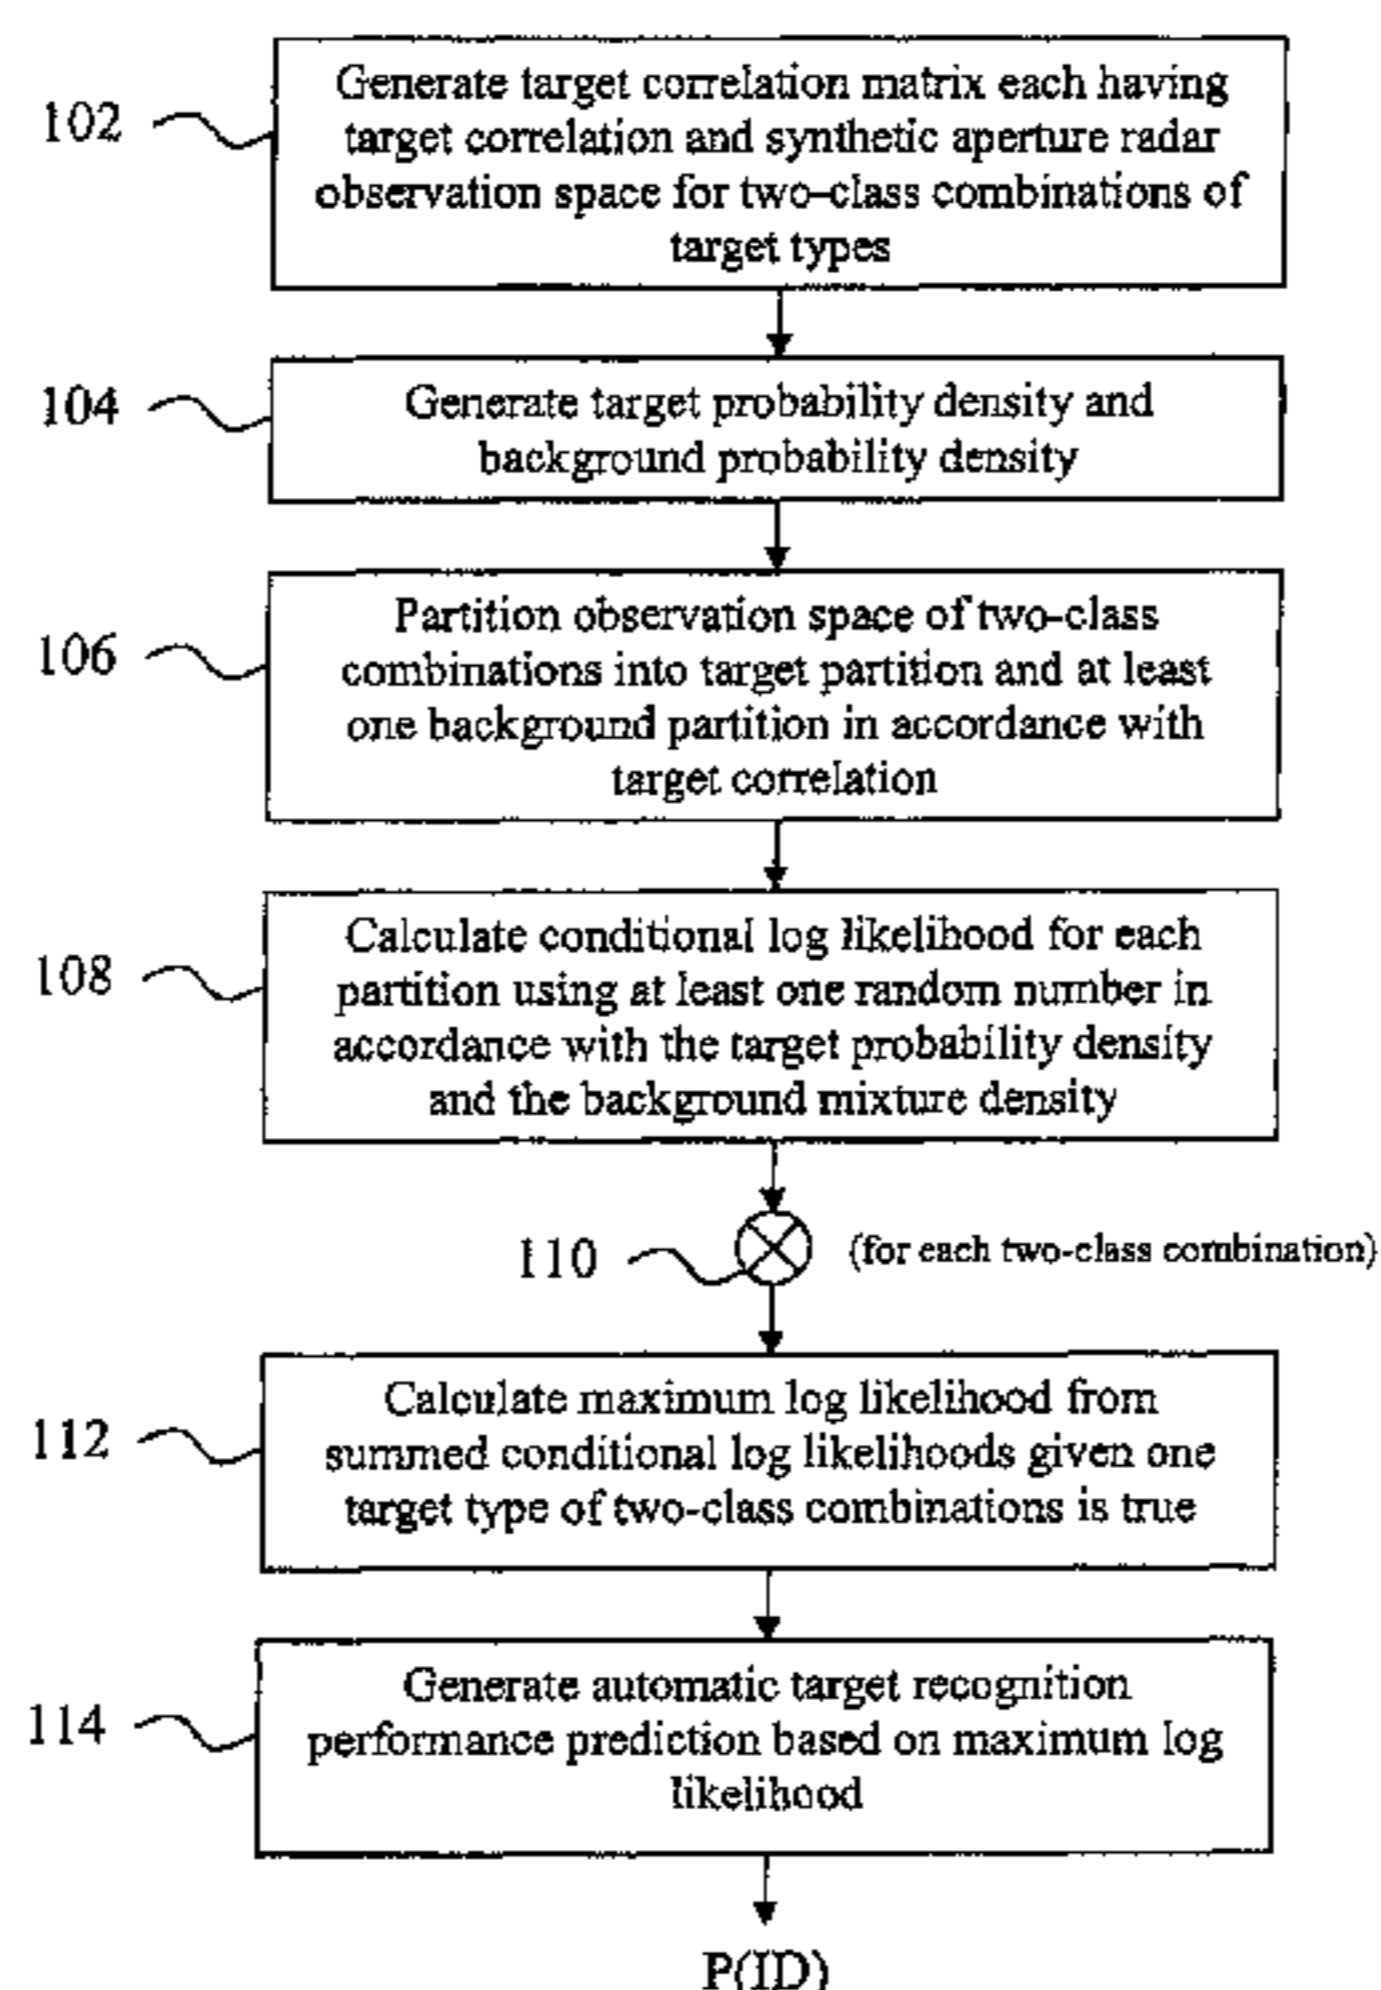 102
Generate target correlation matrix each having
target correlation and synthetic aperture radar
observation space for two-class combinations of
target types
104
Generate target probability density and
background probability density
106
Partition observation space of two-class
combinations into target partition and at least
one background partition in accordance with
target correlation
108
Calculate conditional log likelihood for each
partition using at least one random number in
accordance with the target probability density
and the background mixture density
110
(for each two-class combination)
112
Calculate maximum log likelihood from
summed conditional log likelihoods given one
target type of two-class combinations is true
114
Generate automatic target recognition
performance prediction based on maximum log
likelihood
P(ID)